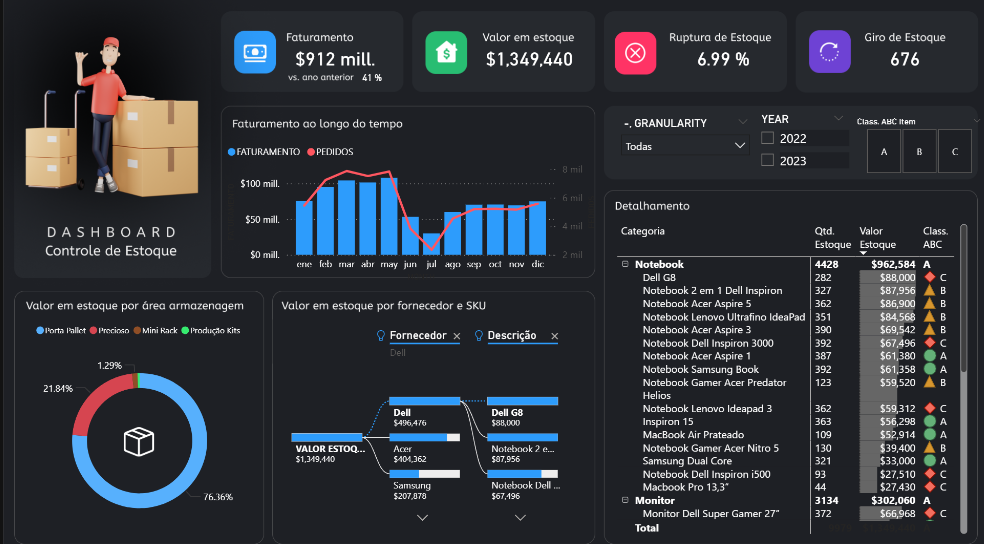 Faturamento
$912 mill.
vs. ano anterior 41 %
Valor em estoque
$1,349,440
Ruptura de Estoque
6.99 %
Giro de Estoque
676
DASHBOARD
Controle de Estoque
Faturamento ao longo do tempo
FATURAMENTO PEDIDOS
$100 mill.
$50 mill.
$0 mill.
8 mil
6 mil
4 mil
2 mil
ene feb mar abr may jun jul ago sep oct nov dic
-, GRANULARITY
Todas
YEAR
2022
2023
Class. ABC Item
A B C
Valor em estoque por área armazenagem
Porta Pallet Precioso Mini Rack Produção Kits
1.29%
21.84%
76.36%
Valor em estoque por fornecedor e SKU
Fornecedor Descrição
Dell
VALOR ESTOQ...
$1,349,440
Dell
$496,476
Acer
$404,362
Samsung
$207,878
Dell G8
$88,000
Notebook 2 e...
$87,956
Notebook Dell ...
$67,496
Detalhamento
Categoria Qtd. Estoque Valor Estoque Class. ABC
Notebook 4428 $962,584 A
Dell G8 282 $88,000 C
Notebook 2 em 1 Dell Inspiron 327 $87,956 B
Notebook Acer Aspire 5 362 $86,900 B
Notebook Lenovo Ultrafino IdeaPad 351 $84,568 B
Notebook Acer Aspire 3 390 $69,542 B
Notebook Dell Inspiron 3000 392 $67,496 C
Notebook Acer Aspire 1 387 $61,380 A
Notebook Samsung Book 392 $61,358 A
Notebook Gamer Acer Predator Helios 123 $59,520 B
Notebook Lenovo Ideapad 3 362 $59,312 C
Inspiron 15 363 $56,298 A
MacBook Air Prateado 109 $52,914 A
Notebook Gamer Acer Nitro 5 130 $39,400 B
Samsung Dual Core 321 $33,000 A
Notebook Dell Inspiron i500 93 $27,510 C
Macbook Pro 13,3” 44 $27,430 C
Monitor 3134 $302,060 A
Monitor Dell Super Gamer 27” 372 $66,968 C
Total